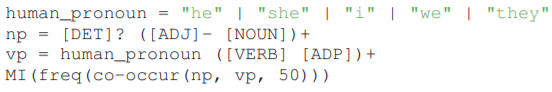 human_pronoun = "he" | "she" | "i" | "we" | "they"
np = [DET]? ([ADJ]- [NOUN])+
vp = human_pronoun ([VERB] [ADP])+
MI(freq(co-occur(np, vp, 50)))